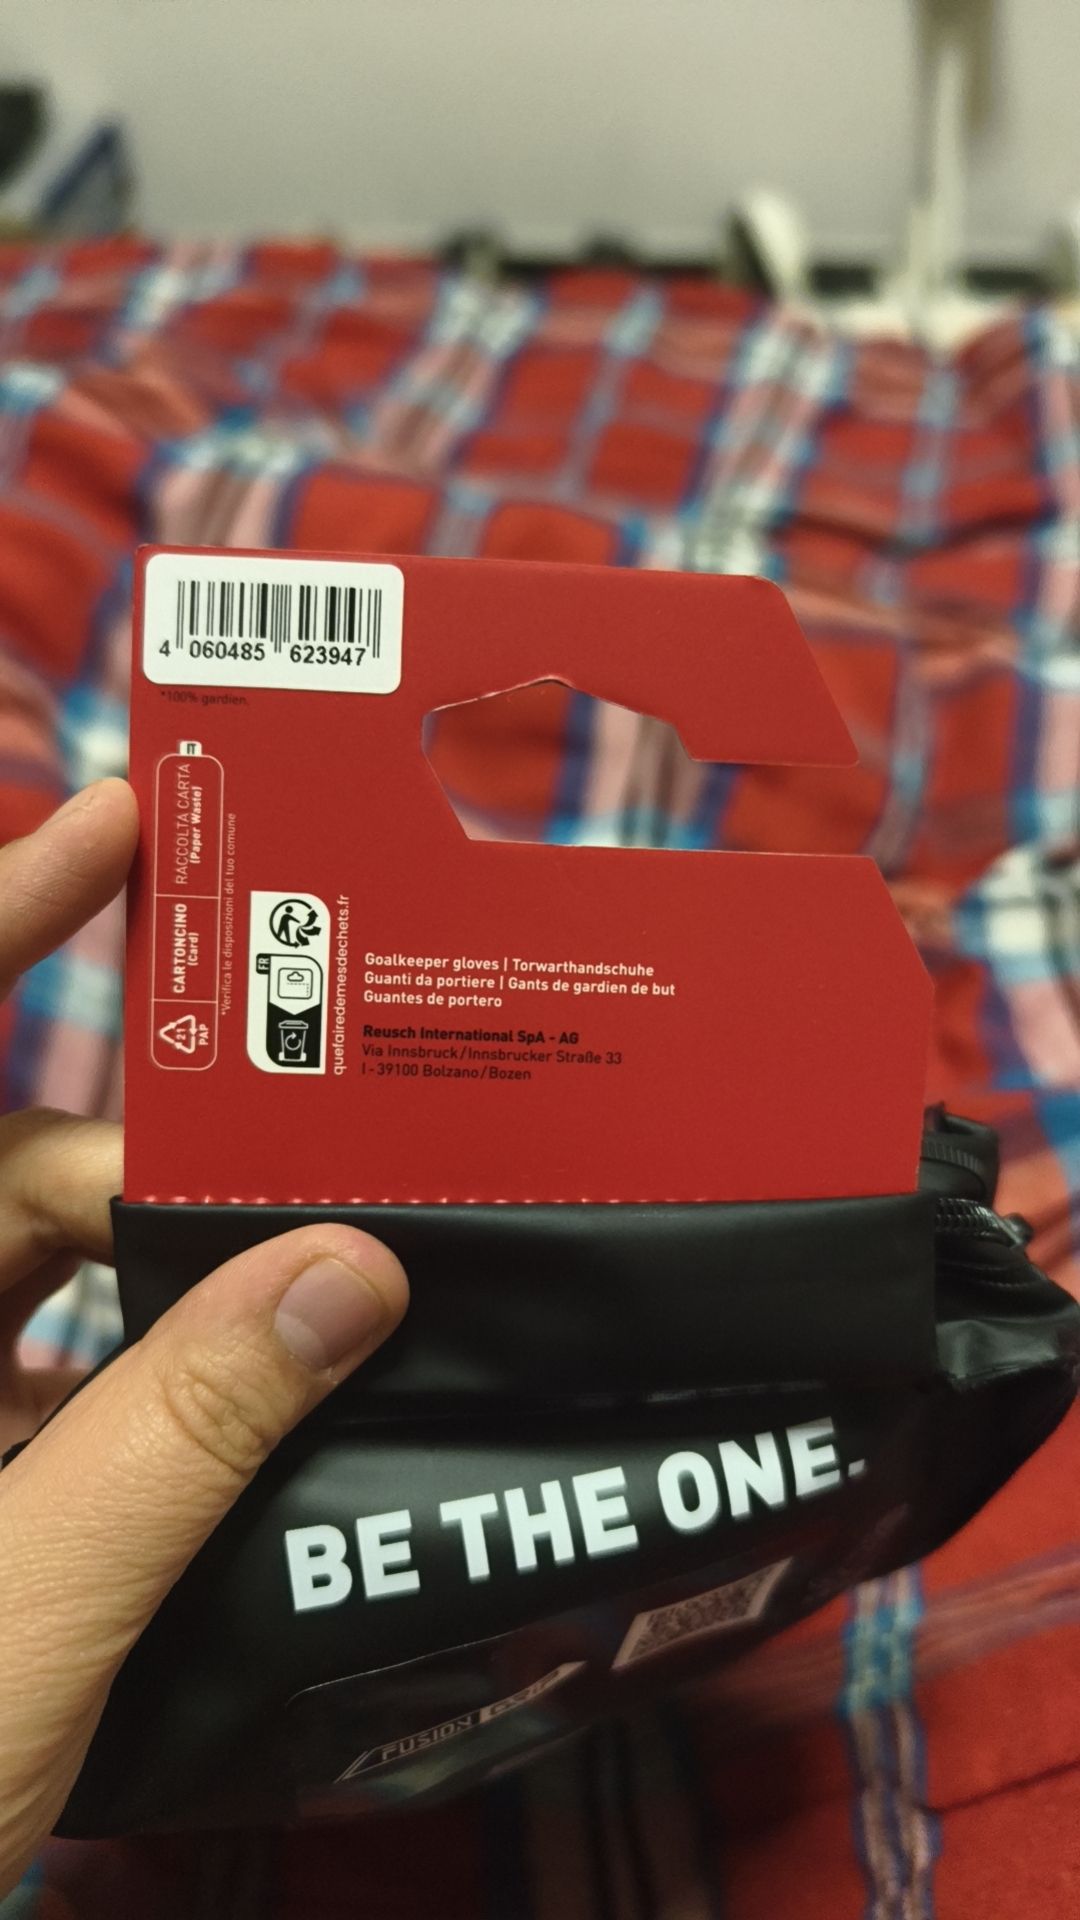 4 060485 623947
*100% gardien.
IT
RACCOLTA CARTA
(Paper Waste)
CARTONCINO
(Card)
21
PAP
*Verifica le disposizioni del tuo comune
FR
quefairedemesdechets.fr
Goalkeeper gloves | Torwarthandschuhe
Guanti da portiere | Gants de gardien de but
Guantes de portero
Reusch International SpA - AG
Via Innsbruck/Innsbrucker Straße 33
I-39100 Bolzano/Bozen
BE THE ONE.
FUSION GRIP